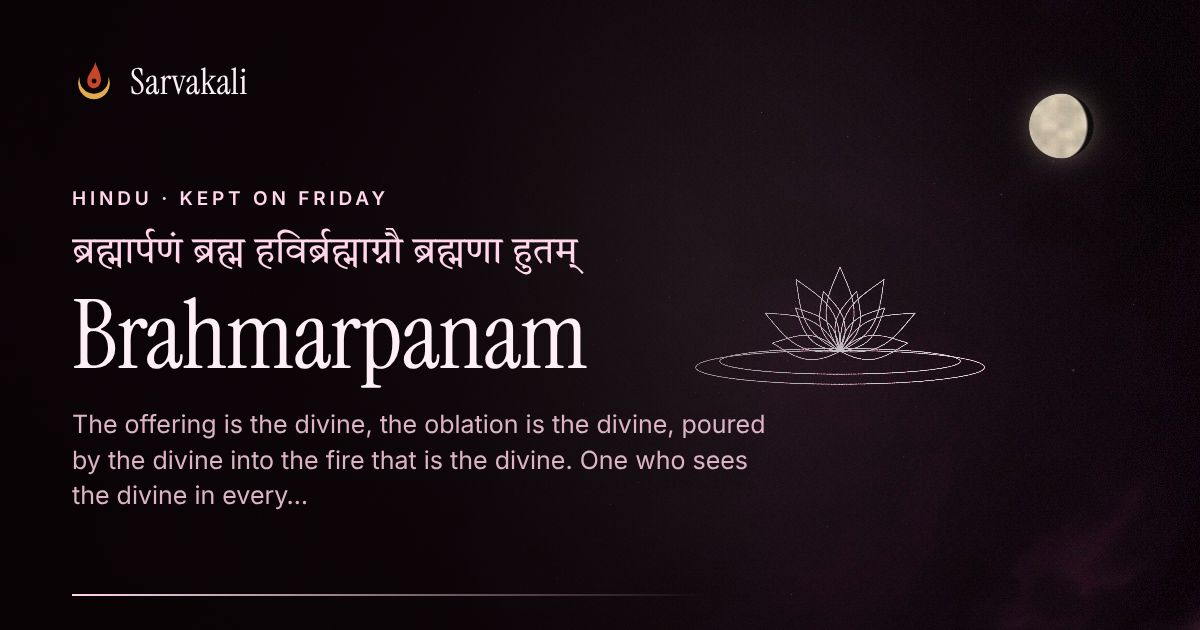 Sarvakali
HINDU · KEPT ON FRIDAY
ब्रह्मार्पणं ब्रह्म हविर्ब्रह्माग्नौ ब्रह्मणा हुतम्
Brahmarpanam
The offering is the divine, the oblation is the divine, poured
by the divine into the fire that is the divine. One who sees
the divine in every...